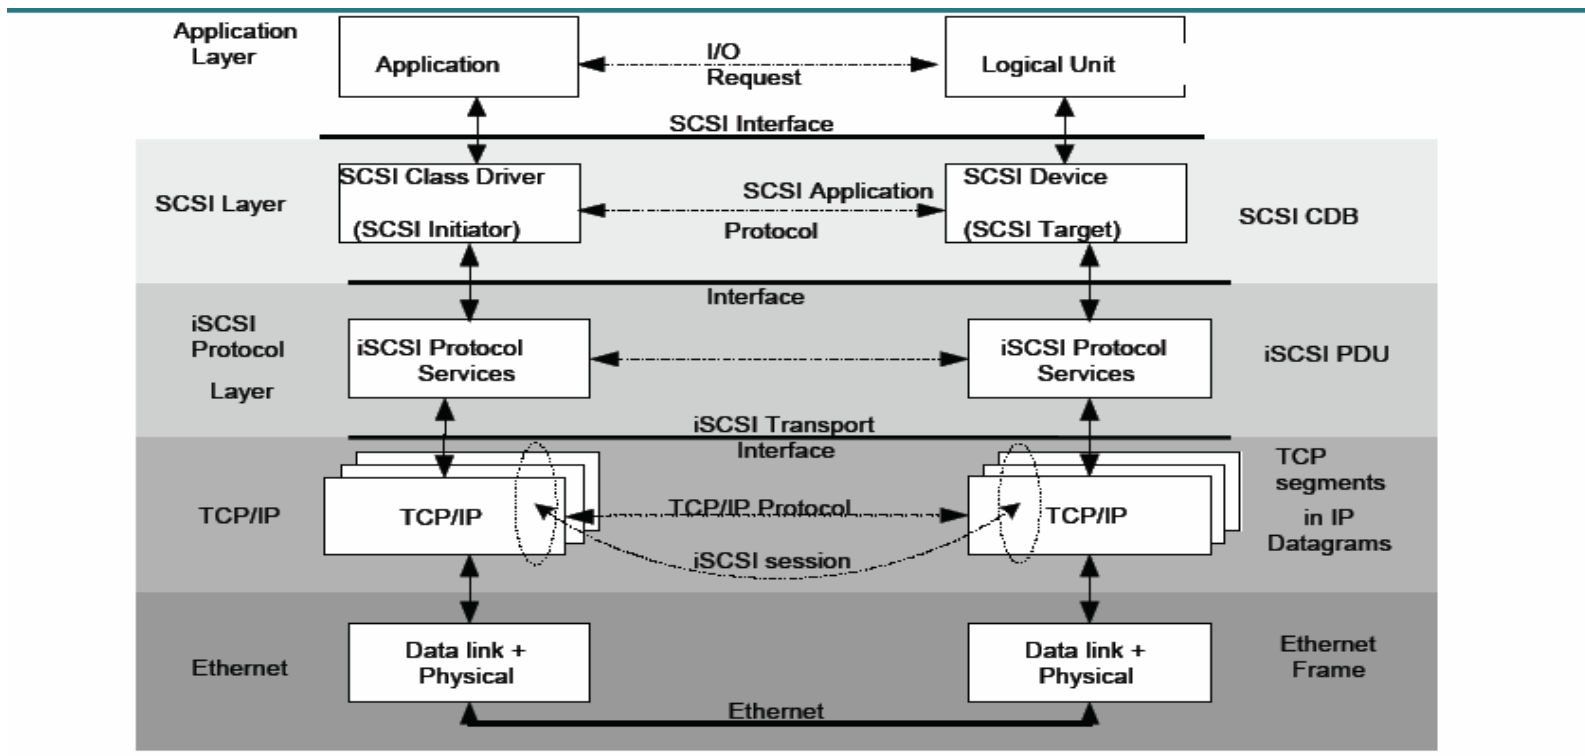 Application
Layer
Application
I/O
Request
Logical Unit
SCSI Interface
SCSI Layer
SCSI Class Driver
(SCSI Initiator)
SCSI Application
Protocol
SCSI Device
(SCSI Target)
SCSI CDB
Interface
iSCSI
Protocol
Layer
iSCSI Protocol
Services
iSCSI Protocol
Services
iSCSI PDU
iSCSI Transport
Interface
TCP/IP
TCP/IP
TCP/IP Protocol
iSCSI session
TCP/IP
TCP
segments
in IP
Datagrams
Ethernet
Data link +
Physical
Ethernet
Data link +
Physical
Ethernet
Frame